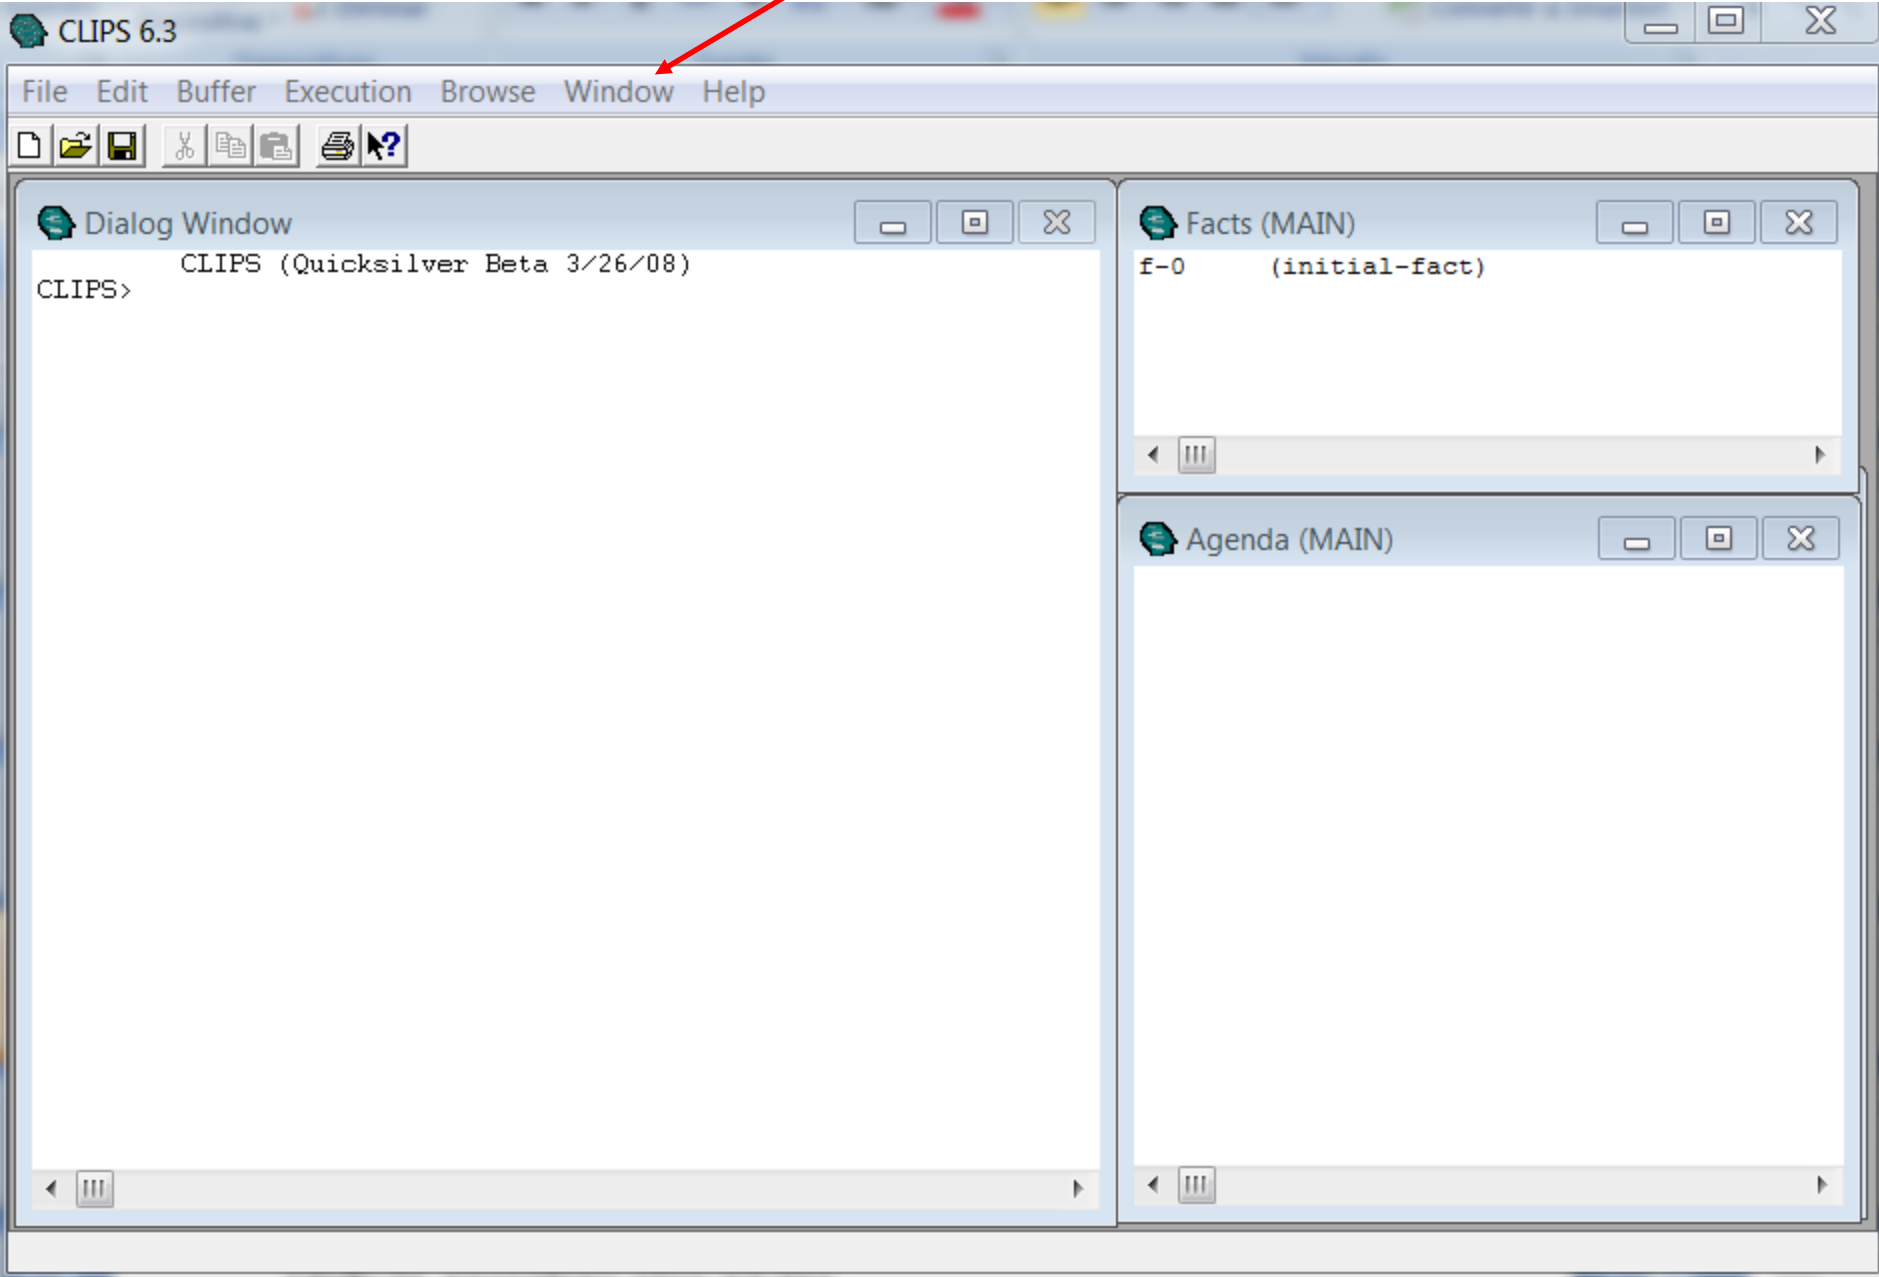 CLIPS 6.3
File Edit Buffer Execution Browse Window Help
Dialog Window
CLIPS (Quicksilver Beta 3/26/08)
CLIPS>
Facts (MAIN)
f-0 (initial-fact)
Agenda (MAIN)